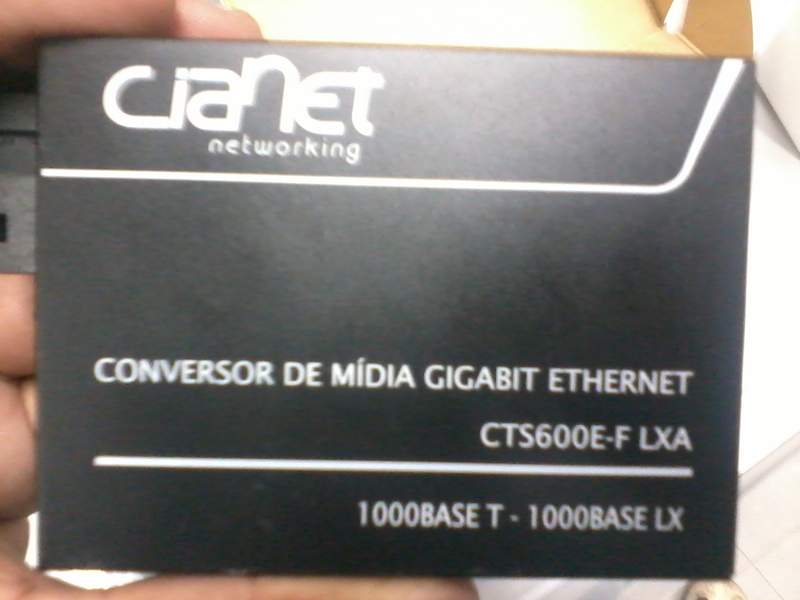 cianet
networking
CONVERSOR DE MÍDIA GIGABIT ETHERNET
CTS600E-F LXA
1000BASE T - 1000BASE LX